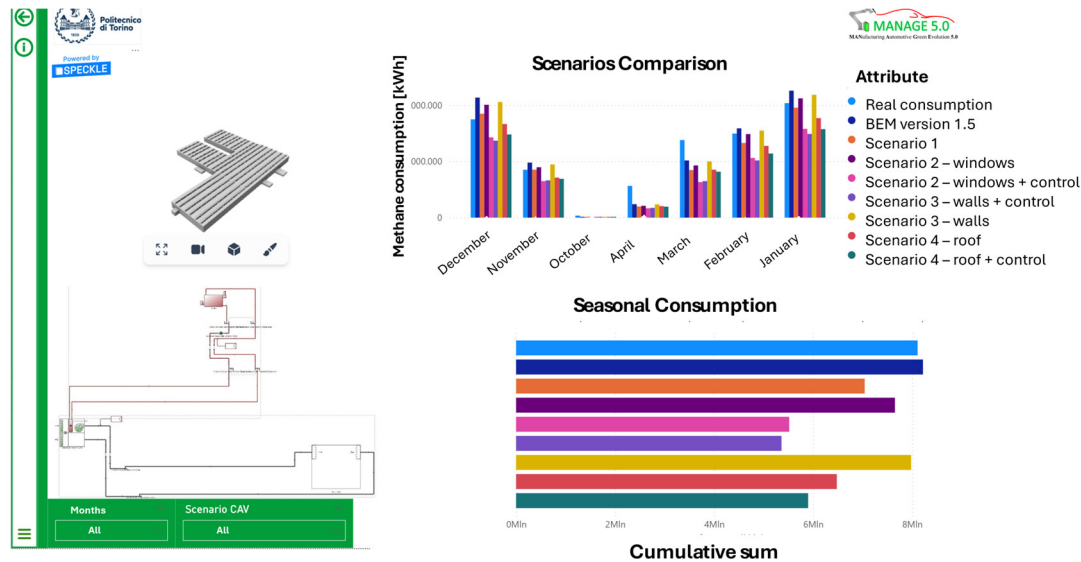 Politecnico
di Torino
Powered by
SPECKLE
MANAGE 5.0
MANufacturing Automotive Green Evolution 5.0
Scenarios Comparison
Methane consumption [kWh]
000.000
000.000
0
December
November
October
April
March
February
January
Attribute
Real consumption
BEM version 1.5
Scenario 1
Scenario 2 – windows
Scenario 2 – windows + control
Scenario 3 – walls + control
Scenario 3 – walls
Scenario 4 – roof
Scenario 4 – roof + control
Seasonal Consumption
0Mln
2Mln
4Mln
6Mln
8Mln
Cumulative sum
Months
All
Scenario CAV
All